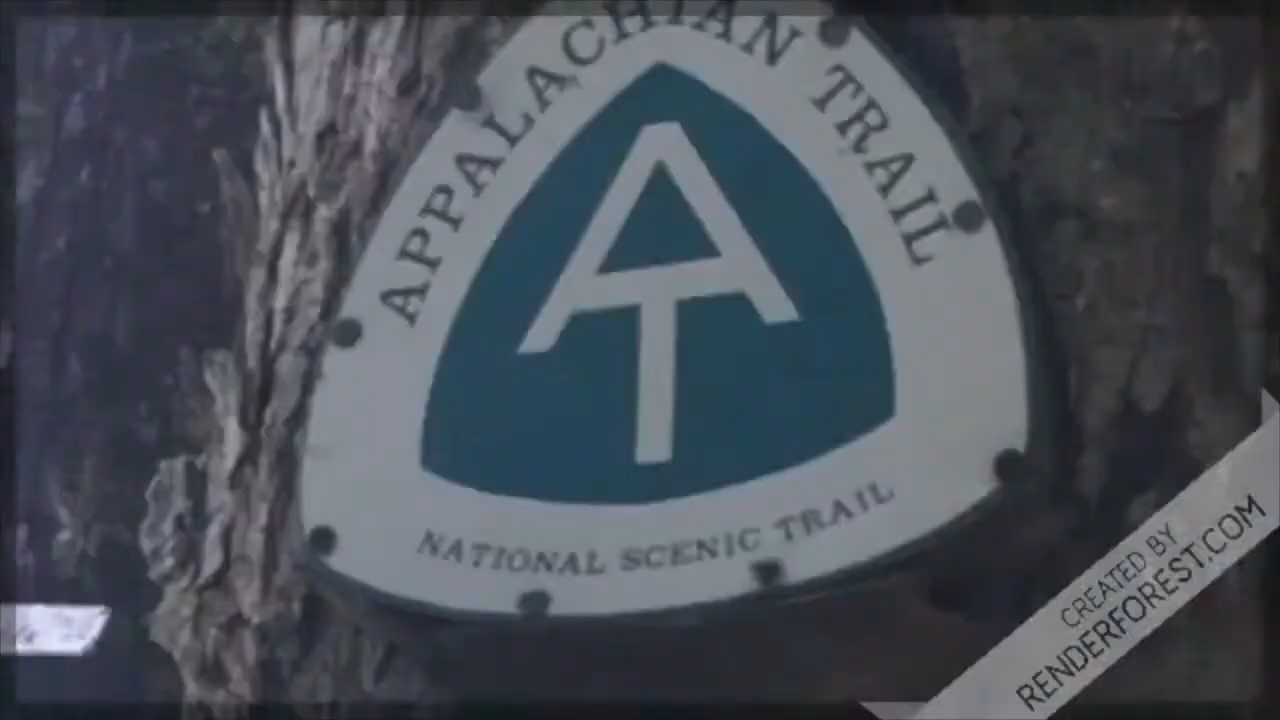 APPALACHIAN TRAIL
AT
NATIONAL SCENIC TRAIL
CREATED BY
RENDERFOREST.COM